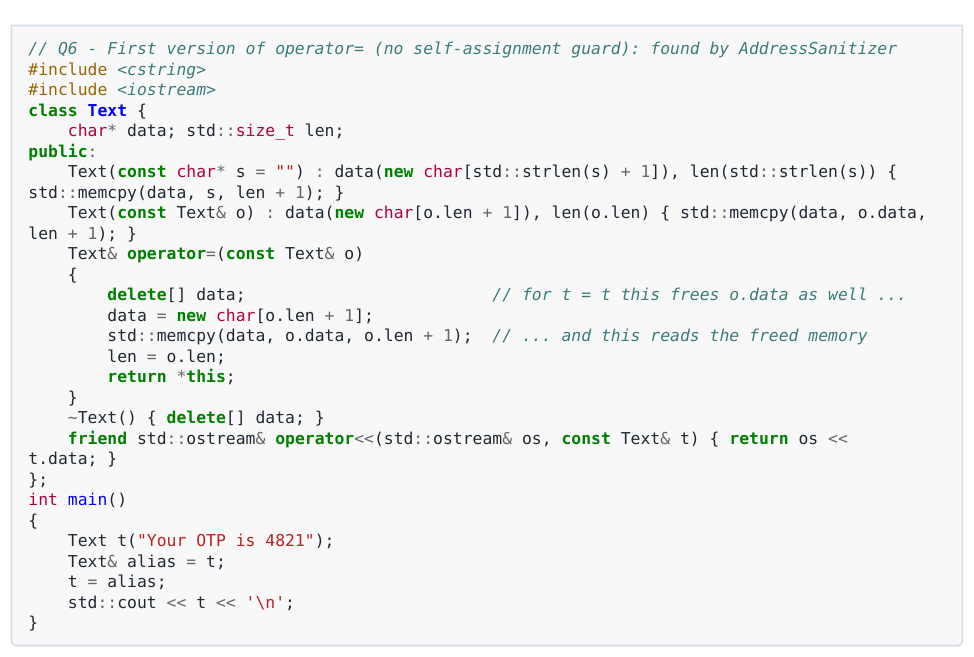 // Q6 - First version of operator= (no self-assignment guard): found by AddressSanitizer
#include <cstring>
#include <iostream>
class Text {
    char* data; std::size_t len;
public:
    Text(const char* s = "") : data(new char[std::strlen(s) + 1]), len(std::strlen(s)) {
std::memcpy(data, s, len + 1); }
    Text(const Text& o) : data(new char[o.len + 1]), len(o.len) { std::memcpy(data, o.data,
len + 1); }
    Text& operator=(const Text& o)
    {
        delete[] data;                         // for t = t this frees o.data as well ...
        data = new char[o.len + 1];
        std::memcpy(data, o.data, o.len + 1);  // ... and this reads the freed memory
        len = o.len;
        return *this;
    }
    ~Text() { delete[] data; }
    friend std::ostream& operator<<(std::ostream& os, const Text& t) { return os <<
t.data; }
};
int main()
{
    Text t("Your OTP is 4821");
    Text& alias = t;
    t = alias;
    std::cout << t << '\n';
}